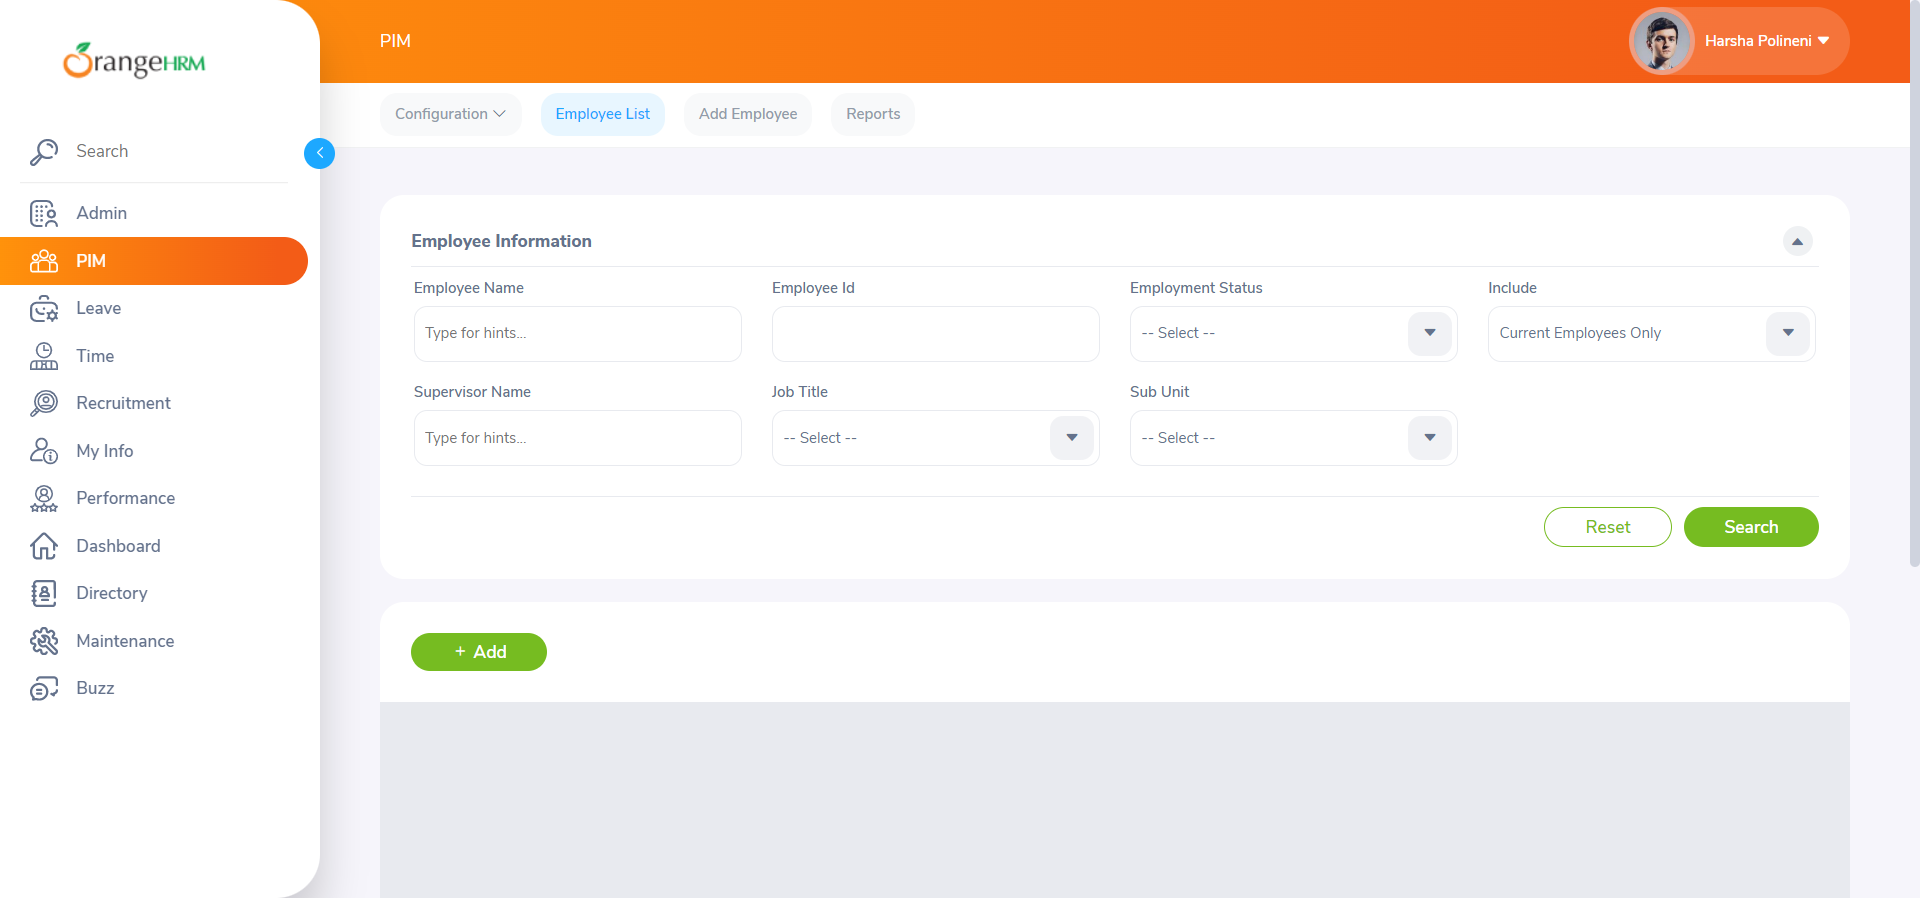 OrangeHRM
PIM
Harsha Polineni
Configuration
Employee List
Add Employee
Reports
Search
Admin
PIM
Leave
Time
Recruitment
My Info
Performance
Dashboard
Directory
Maintenance
Buzz
Employee Information
Employee Name
Employee Id
Employment Status
Include
Type for hints...
-- Select --
Current Employees Only
Supervisor Name
Job Title
Sub Unit
Type for hints...
-- Select --
-- Select --
Reset
Search
+ Add